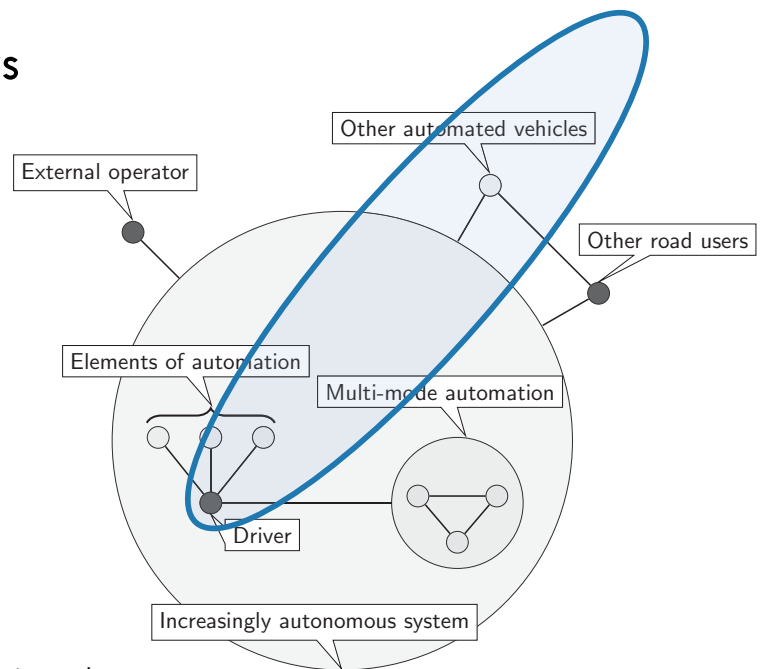 s
Other automated vehicles
External operator
Other road users
Elements of automation
Multi-mode automation
Driver
Increasingly autonomous system